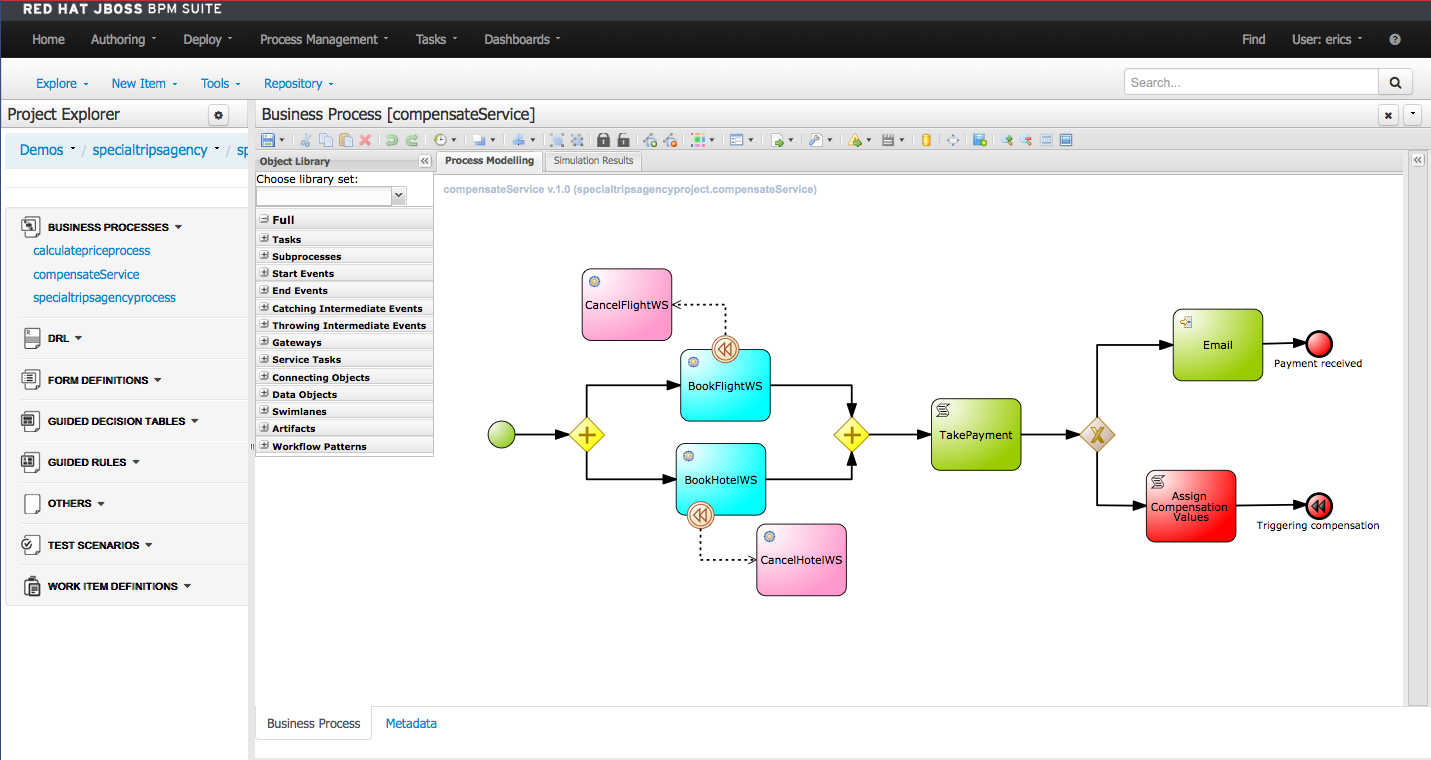 RED HAT JBOSS BPM SUITE
Home Authoring Deploy Process Management Tasks Dashboards Find User: erics
Explore New Item Tools Repository Search...
Project Explorer
Demos / specialtripsagency / sp
BUSINESS PROCESSES
calculatepriceprocess
compensateService
specialtripsagencyprocess
DRL
FORM DEFINITIONS
GUIDED DECISION TABLES
GUIDED RULES
OTHERS
TEST SCENARIOS
WORK ITEM DEFINITIONS
Business Process [compensateService]
Object Library
Choose library set:
Full
Tasks
Subprocesses
Start Events
End Events
Catching Intermediate Events
Throwing Intermediate Events
Gateways
Service Tasks
Connecting Objects
Data Objects
Swimlanes
Artifacts
Workflow Patterns
Process Modelling Simulation Results
compensateService v.1.0 (specialtripsagencyproject.compensateService)
CancelFlightWS
BookFlightWS
BookHotelWS
CancelHotelWS
TakePayment
X
Email
Payment received
Assign
Compensation
Values
Triggering compensation
Business Process Metadata